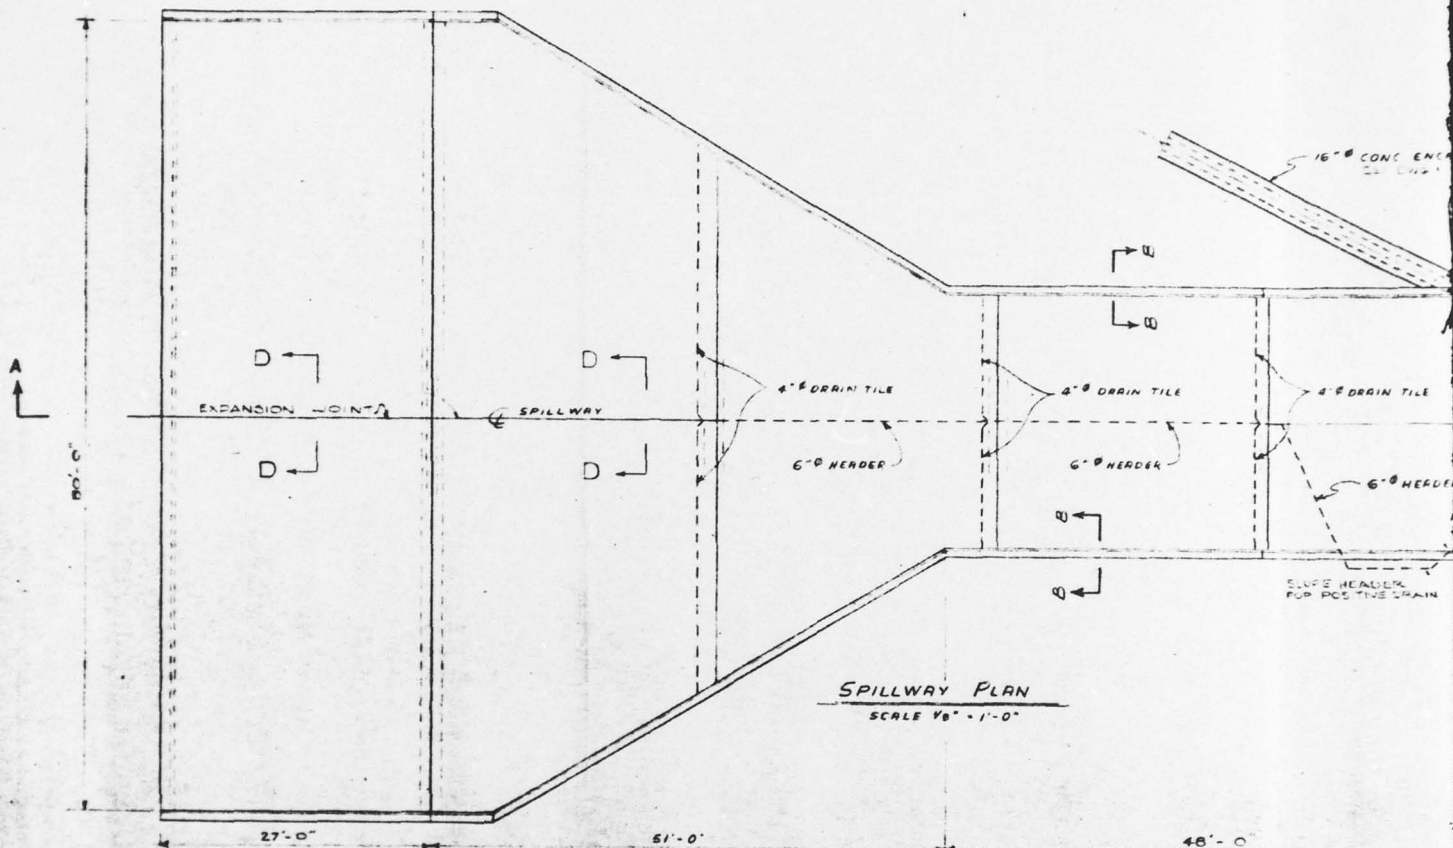 16"ø CONC ENCA
B
B
A
D
D
4"ø DRAIN TILE
4"ø DRAIN TILE
4"ø DRAIN TILE
EXPANSION JOINTS
℄ SPILLWAY
80'-0"
D
D
6"ø HEADER
6"ø HEADER
6"ø HEADER
B
B
SLOPE HEADER
FOR POSITIVE DRAIN
SPILLWAY PLAN
SCALE 1/8" = 1'-0"
27'-0"
51'-0"
48'-0"